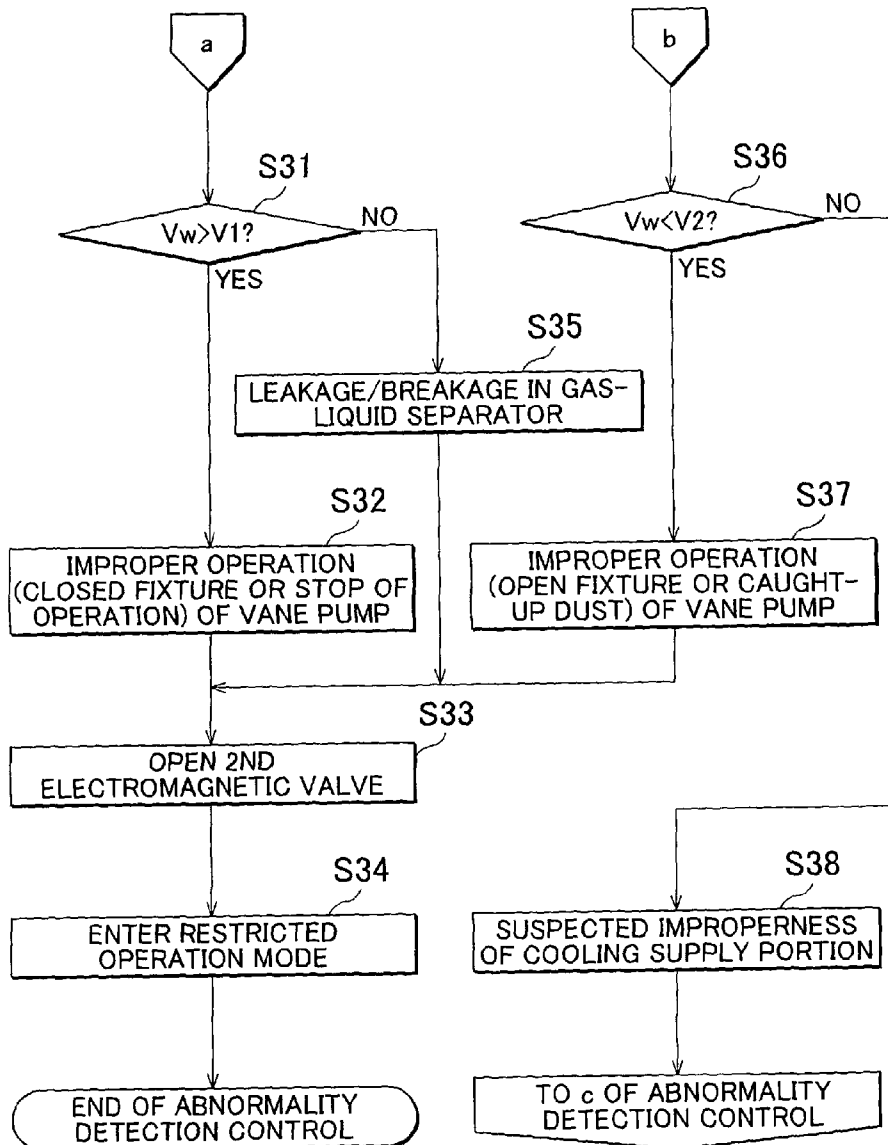 a
b
S31
S36
Vw>V1?
NO
Vw<V2?
NO
YES
YES
S35
LEAKAGE/BREAKAGE IN GAS-
LIQUID SEPARATOR
S32
S37
IMPROPER OPERATION
(CLOSED FIXTURE OR STOP OF
OPERATION) OF VANE PUMP
IMPROPER OPERATION
(OPEN FIXTURE OR CAUGHT-
UP DUST) OF VANE PUMP
S33
OPEN 2ND
ELECTROMAGNETIC VALVE
S34
S38
ENTER RESTRICTED
OPERATION MODE
SUSPECTED IMPROPERNESS
OF COOLING SUPPLY PORTION
END OF ABNORMALITY
DETECTION CONTROL
TO c OF ABNORMALITY
DETECTION CONTROL